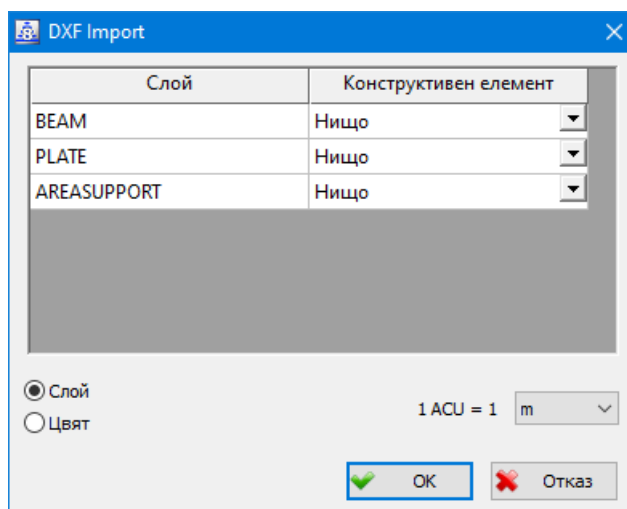 DXF Import
Слой Конструктивен елемент
BEAM Нищо
PLATE Нищо
AREASUPPORT Нищо
Слой
Цвят
1 ACU = 1 m
OK Отказ